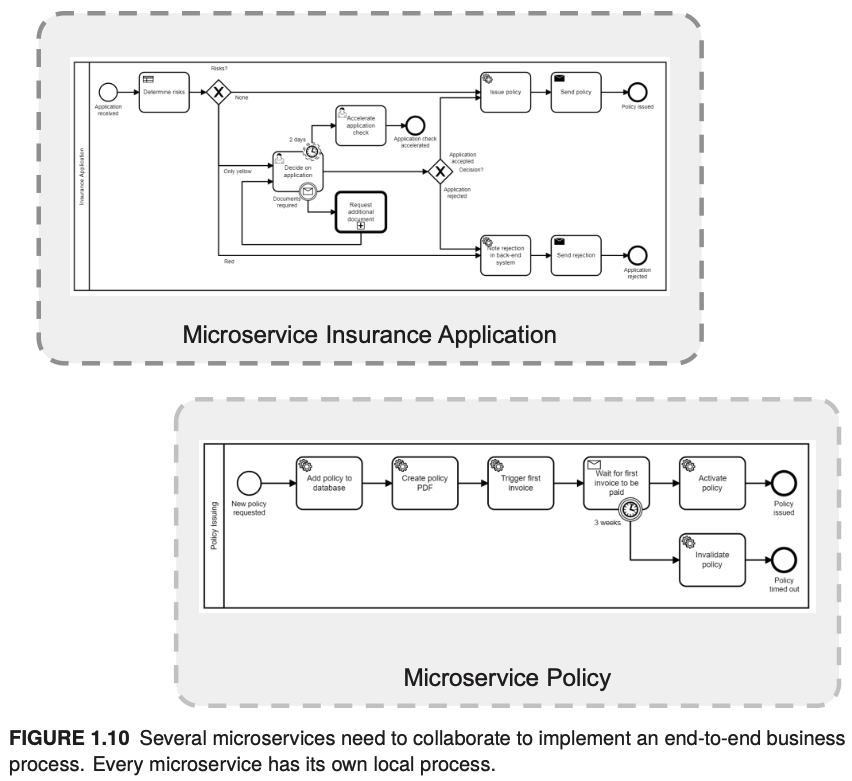 Risks?
Application
received
Determine risks
None
Issue policy
Send policy
Policy issued
Accelerate
application
check
Application check
accelerated
2 days
Decide on
application
Only yellow
Documents
required
Request
additional
document
Application
accepted
Decision?
Application
rejected
Red
Note rejection
in back-end
system
Send rejection
Application
rejected
Insurance Application
Microservice Insurance Application
Policy Issuing
New policy
requested
Add policy to
database
Create policy
PDF
Trigger first
invoice
Wait for first
invoice to be
paid
3 weeks
Activate
policy
Policy
issued
Invalidate
policy
Policy
timed out
Microservice Policy
FIGURE 1.10 Several microservices need to collaborate to implement an end-to-end business
process. Every microservice has its own local process.